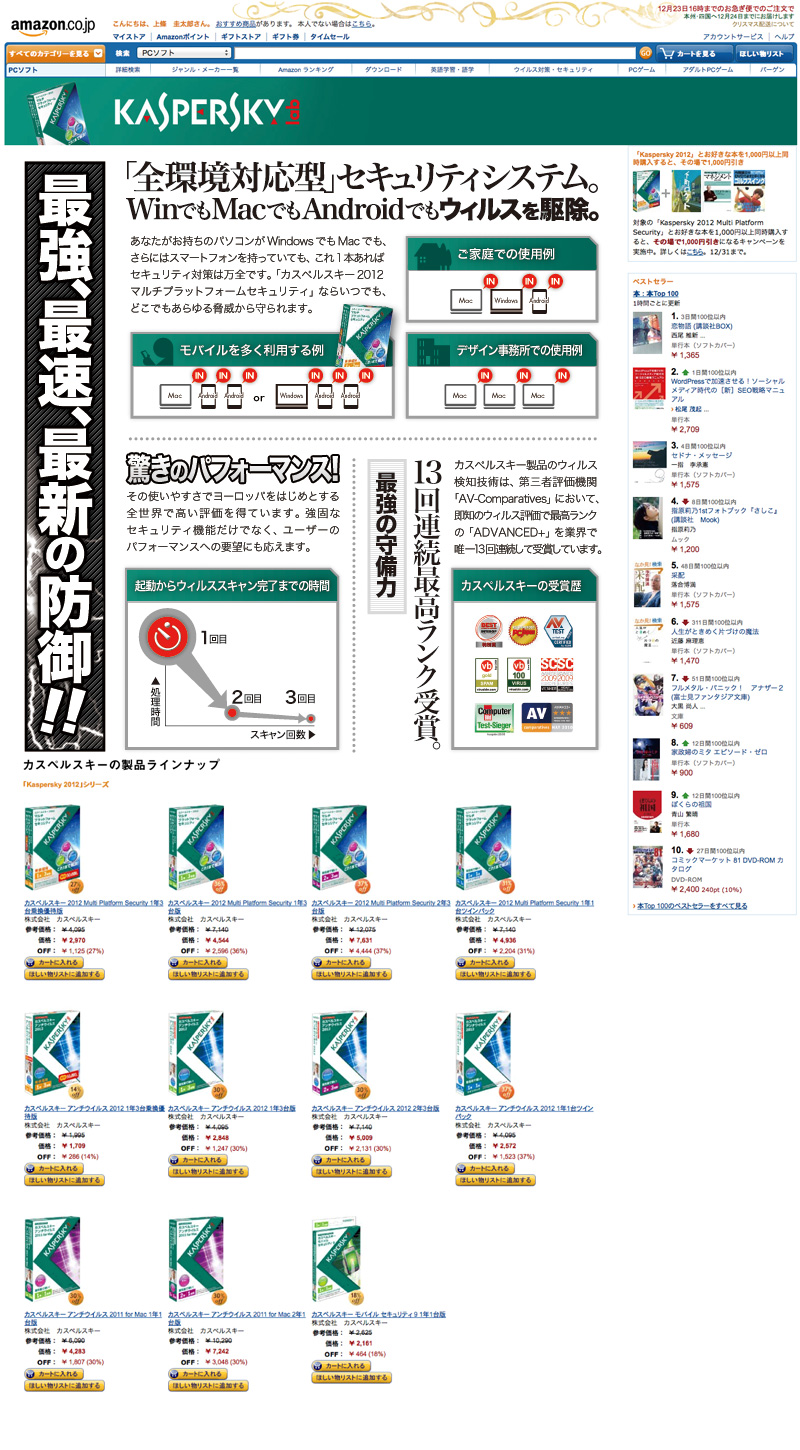 12月23日16時までのお急ぎ便でのご注文で
本州・四国へ12月24日までにお届けします
クリスマス配送について
amazon.co.jp
こんにちは、上條 圭太郎さん。おすすめ商品があります。 本人でない場合はこちら。
マイストア Amazonポイント ギフトストア ギフト券 タイムセール
アカウントサービス ヘルプ
すべてのカテゴリーを見る
検索 PCソフト GO カートを見る ほしい物リスト
PCソフト 詳細検索 ジャンル・メーカー一覧 Amazon ランキング ダウンロード 英語学習・語学 ウイルス対策・セキュリティ PCゲーム アダルトPCゲーム バーゲン
KASPERSKY
最強、最速、最新の防御!!
「全環境対応型」セキュリティシステム。
WinでもMacでもAndroidでもウィルスを駆除。
あなたがお持ちのパソコンが Windows でも Mac でも、
さらにはスマートフォンを持っていても、これ 1 本あれば
セキュリティ対策は万全です。「カスペルスキー 2012
マルチプラットフォームセキュリティ」ならいつでも、
どこでもあらゆる脅威から守られます。
ご家庭での使用例
IN IN IN
Mac Windows Android
モバイルを多く利用する例
IN IN IN IN IN IN
Mac Android Android or Windows Android Android
デザイン事務所での使用例
IN IN IN
Mac Mac Mac
驚きのパフォーマンス!
その使いやすさでヨーロッパをはじめとする
全世界で高い評価を得ています。強固な
セキュリティ機能だけでなく、ユーザーの
パフォーマンスへの要望にも応えます。
起動からウィルススキャン完了までの時間
1回目
2回目
3回目
▲処理時間
スキャン回数▶
最強の守備力
13回連続最高ランク受賞。
カスペルスキー製品のウィルス
検知技術は、第三者評価機関
「AV-Comparatives」において、
即知のウィルス評価で最高ランク
の「ADVANCED+」を業界で
唯一13回連続して受賞しています。
カスペルスキーの受賞歴
BEST
AV TEST
vb gold SPAM
vb 100 VIRUS
SCSC
2009 2009
Computer Bild
Test-Sieger
AV comparatives
カスペルスキーの製品ラインナップ
「Kaspersky 2012」シリーズ
27% off
カスペルスキー 2012 Multi Platform Security 1年3台乗換優待版
株式会社 カスペルスキー
参考価格： ￥4,095
価格： ￥2,970
OFF： ￥1,125 (27%)
カートに入れる
ほしい物リストに追加する
36% off
カスペルスキー 2012 Multi Platform Security 1年3台版
株式会社 カスペルスキー
参考価格： ￥7,140
価格： ￥4,544
OFF： ￥2,596 (36%)
カートに入れる
ほしい物リストに追加する
37% off
カスペルスキー 2012 Multi Platform Security 2年3台版
株式会社 カスペルスキー
参考価格： ￥12,075
価格： ￥7,631
OFF： ￥4,444 (37%)
カートに入れる
ほしい物リストに追加する
31% off
カスペルスキー 2012 Multi Platform Security 1年1台ツインパック
株式会社 カスペルスキー
参考価格： ￥7,140
価格： ￥4,936
OFF： ￥2,204 (31%)
カートに入れる
ほしい物リストに追加する
14% off
カスペルスキー アンチウイルス 2012 1年3台乗換優待版
株式会社 カスペルスキー
参考価格： ￥1,995
価格： ￥1,709
OFF： ￥286 (14%)
カートに入れる
ほしい物リストに追加する
30% off
カスペルスキー アンチウイルス 2012 1年3台版
株式会社 カスペルスキー
参考価格： ￥4,095
価格： ￥2,848
OFF： ￥1,247 (30%)
カートに入れる
ほしい物リストに追加する
30% off
カスペルスキー アンチウイルス 2012 2年3台版
株式会社 カスペルスキー
参考価格： ￥7,140
価格： ￥5,009
OFF： ￥2,131 (30%)
カートに入れる
ほしい物リストに追加する
37% off
カスペルスキー アンチウイルス 2012 1年1台ツインパック
株式会社 カスペルスキー
参考価格： ￥4,095
価格： ￥2,572
OFF： ￥1,523 (37%)
カートに入れる
ほしい物リストに追加する
30% off
カスペルスキー アンチウイルス 2011 for Mac 1年1台版
株式会社 カスペルスキー
参考価格： ￥6,090
価格： ￥4,283
OFF： ￥1,807 (30%)
カートに入れる
ほしい物リストに追加する
30% off
カスペルスキー アンチウイルス 2011 for Mac 2年1台版
株式会社 カスペルスキー
参考価格： ￥10,290
価格： ￥7,242
OFF： ￥3,048 (30%)
カートに入れる
ほしい物リストに追加する
18% off
カスペルスキー モバイル セキュリティ 9 1年1台版
株式会社 カスペルスキー
参考価格： ￥2,625
価格： ￥2,161
OFF： ￥464 (18%)
カートに入れる
ほしい物リストに追加する
「Kaspersky 2012」とお好きな本を1,000円以上同時購入すると、その場で1,000円引き
対象の「Kaspersky 2012 Multi Platform
Security」とお好きな本を1,000円以上同時購入すると、その場で1,000円引きになるキャンペーンを実施中。詳しくはこちら。12/31まで。
ベストセラー
本 : 本Top 100
1時間ごとに更新
1. 3日間100位以内
恋物語 (講談社BOX)
西尾 維新 ...
単行本（ソフトカバー）
￥1,365
2. 1日間100位以内
WordPressで加速させる！ソーシャルメディア時代の［新］SEO戦略マニュアル
松尾 茂起 ...
単行本
￥2,709
3. 4日間100位以内
セドナ・メッセージ
一指 李承憲
単行本（ソフトカバー）
￥1,575
4. 8日間100位以内
指原莉乃1stフォトブック『さしこ』 (講談社 Mook)
指原莉乃
ムック
￥1,200
5. 48日間100位以内
采配
落合博満
単行本（ソフトカバー）
￥1,575
6. 311日間100位以内
人生がときめく片づけの魔法
近藤 麻理恵
単行本（ソフトカバー）
￥1,470
7. 51日間100位以内
フルメタル・パニック！ アナザー2 (富士見ファンタジア文庫)
大黒 尚人 ...
文庫
￥609
8. 12日間100位以内
家政婦のミタ エピソード・ゼロ
単行本（ソフトカバー）
￥900
9. 12日間100位以内
ぼくらの祖国
青山 繁晴
単行本
￥1,680
10. 27日間100位以内
コミックマーケット 81 DVD-ROM カタログ
DVD-ROM
￥2,400 240pt (10%)
本Top 100のベストセラーをすべて見る